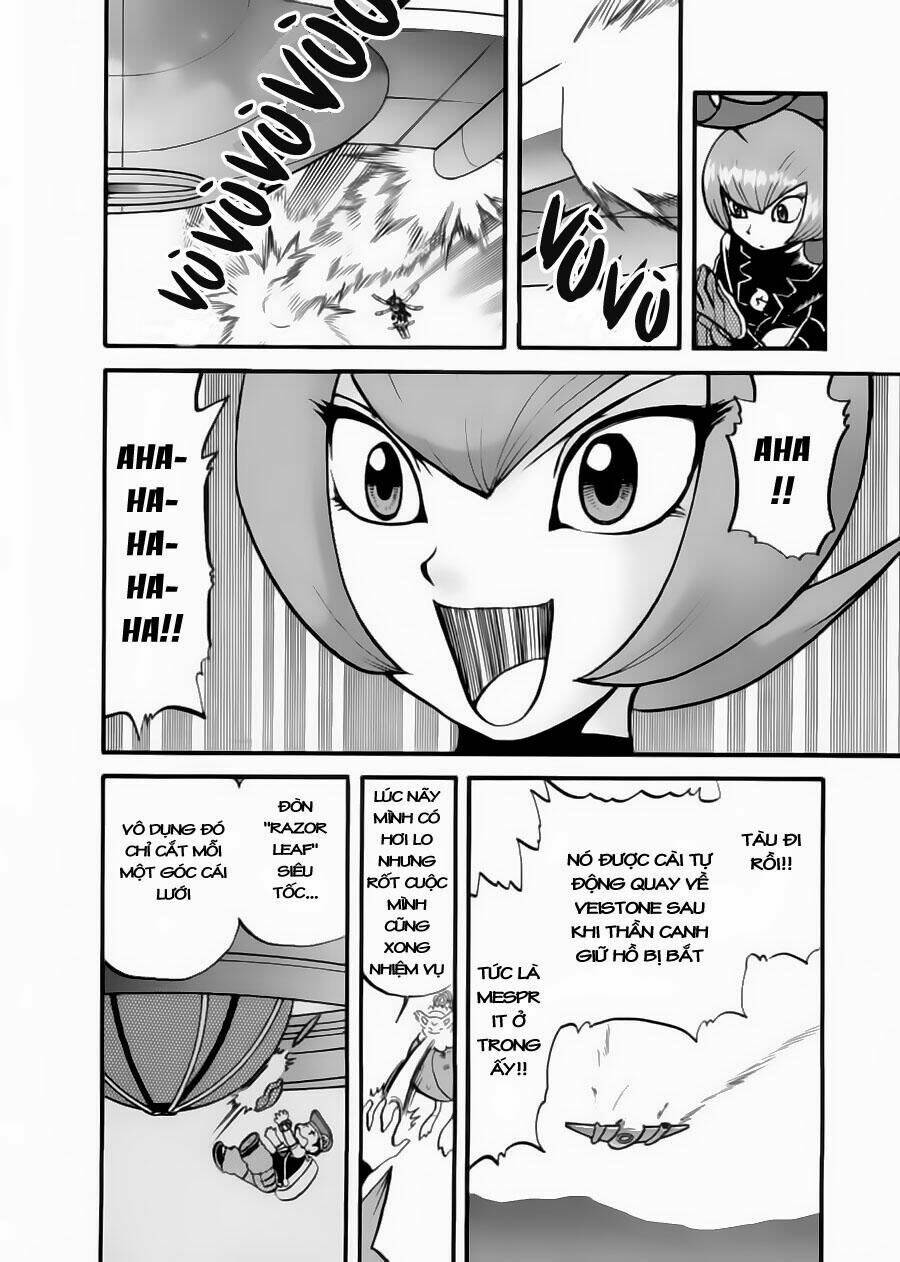 VÙ VÙ
VÙ VÙ VÙ VÙ VÙ
AHA
!!
AHA-
HA-
HA-
HA-
HA!!
TÀU ĐI
RỒI!!
NÓ ĐƯỢC CÀI TỰ
ĐỘNG QUAY VỀ
VEISTONE SAU
KHI THẦN CANH
GIỮ HỒ BỊ BẮT
TỨC LÀ
MESPR
IT Ở
TRONG
ẤY!!
LÚC NÃY
MÌNH CÓ
HƠI LO
NHƯNG
RỐT CUỘC
MÌNH
CŨNG
XONG
NHIỆM VỤ
ĐÒN
"RAZOR
LEAF"
SIÊU
TỐC...
VÔ DỤNG ĐÓ
CHỈ CẮT MỖI
MỘT GÓC CÁI
LƯỚI